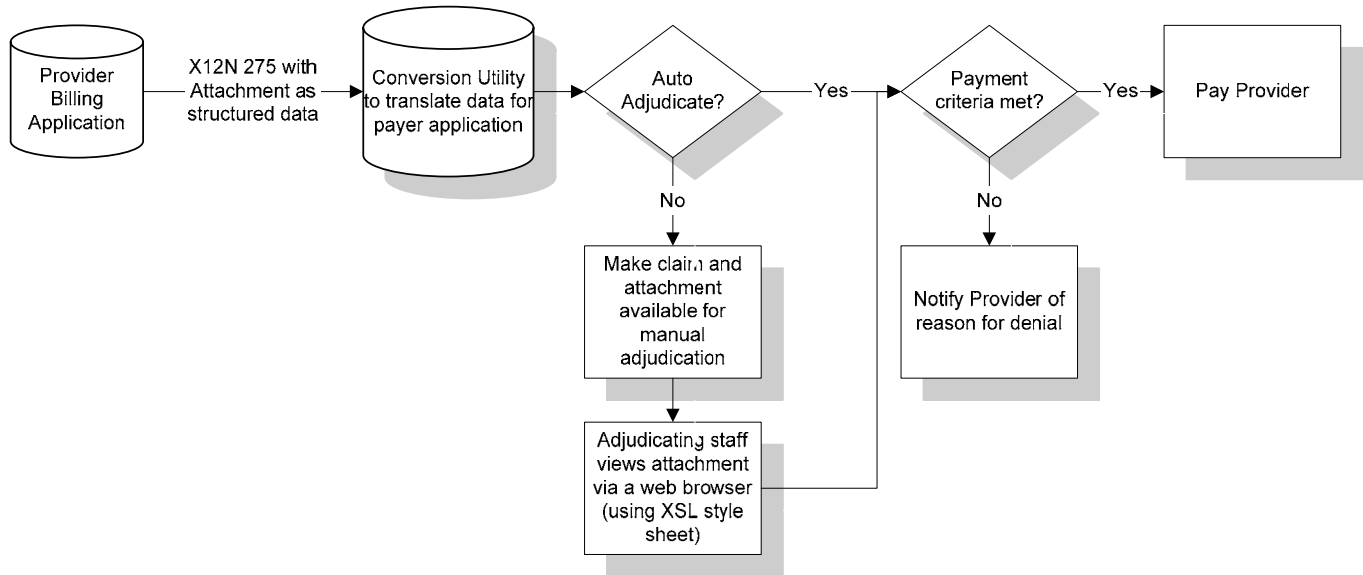 Provider
Billing
Application
X12N 275 with
Attachment as
structured data
Conversion Utility
to translate data for
payer application
Auto
Adjudicate?
Yes
Payment
criteria met?
Yes
Pay Provider
No
No
Make claim and
attachment
available for
manual
adjudication
Notify Provider of
reason for denial
Adjudicating staff
views attachment
via a web browser
(using XSL style
sheet)